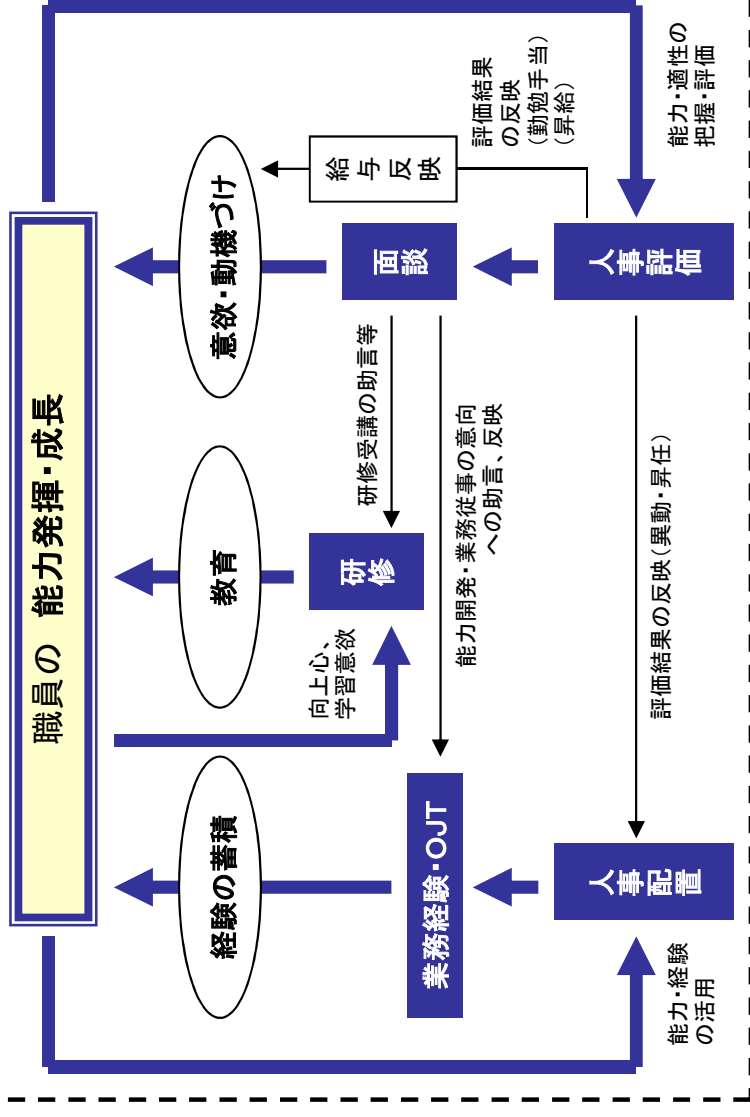 職員の 能力発揮・成長
経験の蓄積
教育
意欲・動機づけ
向上心、
学習意欲
研修
研修受講の助言等
面談
給与反映
業務経験・OJT
能力開発・業務従事の意向
への助言、反映
評価結果
の反映
(勤勉手当)
(昇給)
人事配置
評価結果の反映(異動・昇任)
人事評価
能力・経験
の活用
能力・適性の
把握・評価